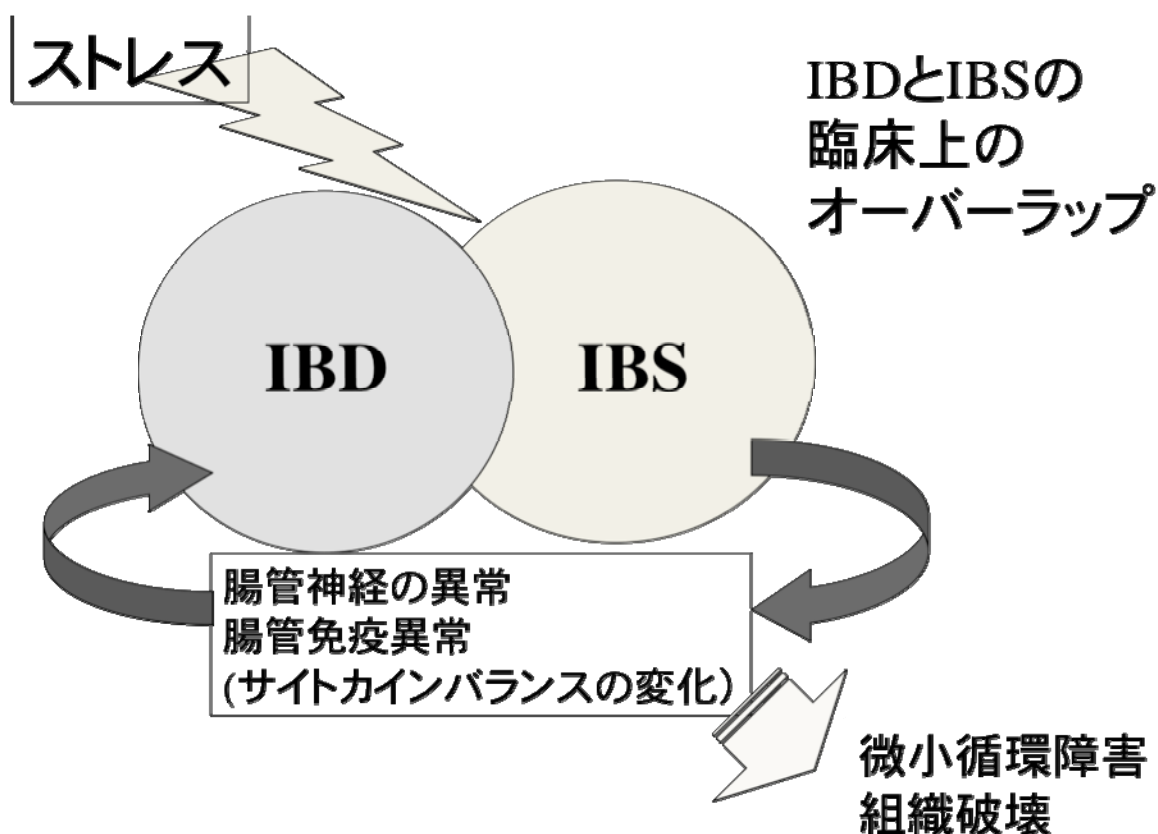 ストレス
IBDとIBSの
臨床上の
オーバーラップ
IBD
IBS
腸管神経の異常
腸管免疫異常
(サイトカインバランスの変化）
微小循環障害
組織破壊